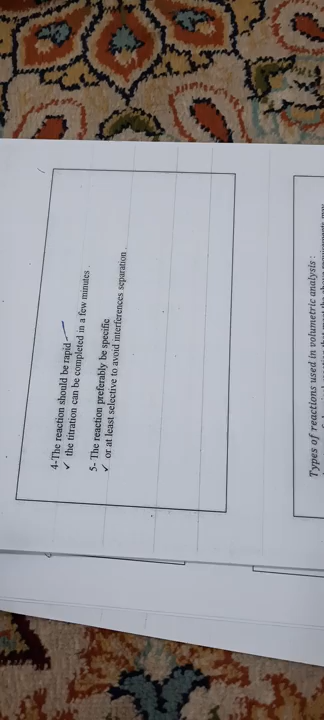 4-The reaction should be rapid
✓ the titration can be completed in a few minutes .
5- The reaction preferably be specific
✓ or at least selective to avoid interferences separation .
Types of reactions used in volumetric analysis :